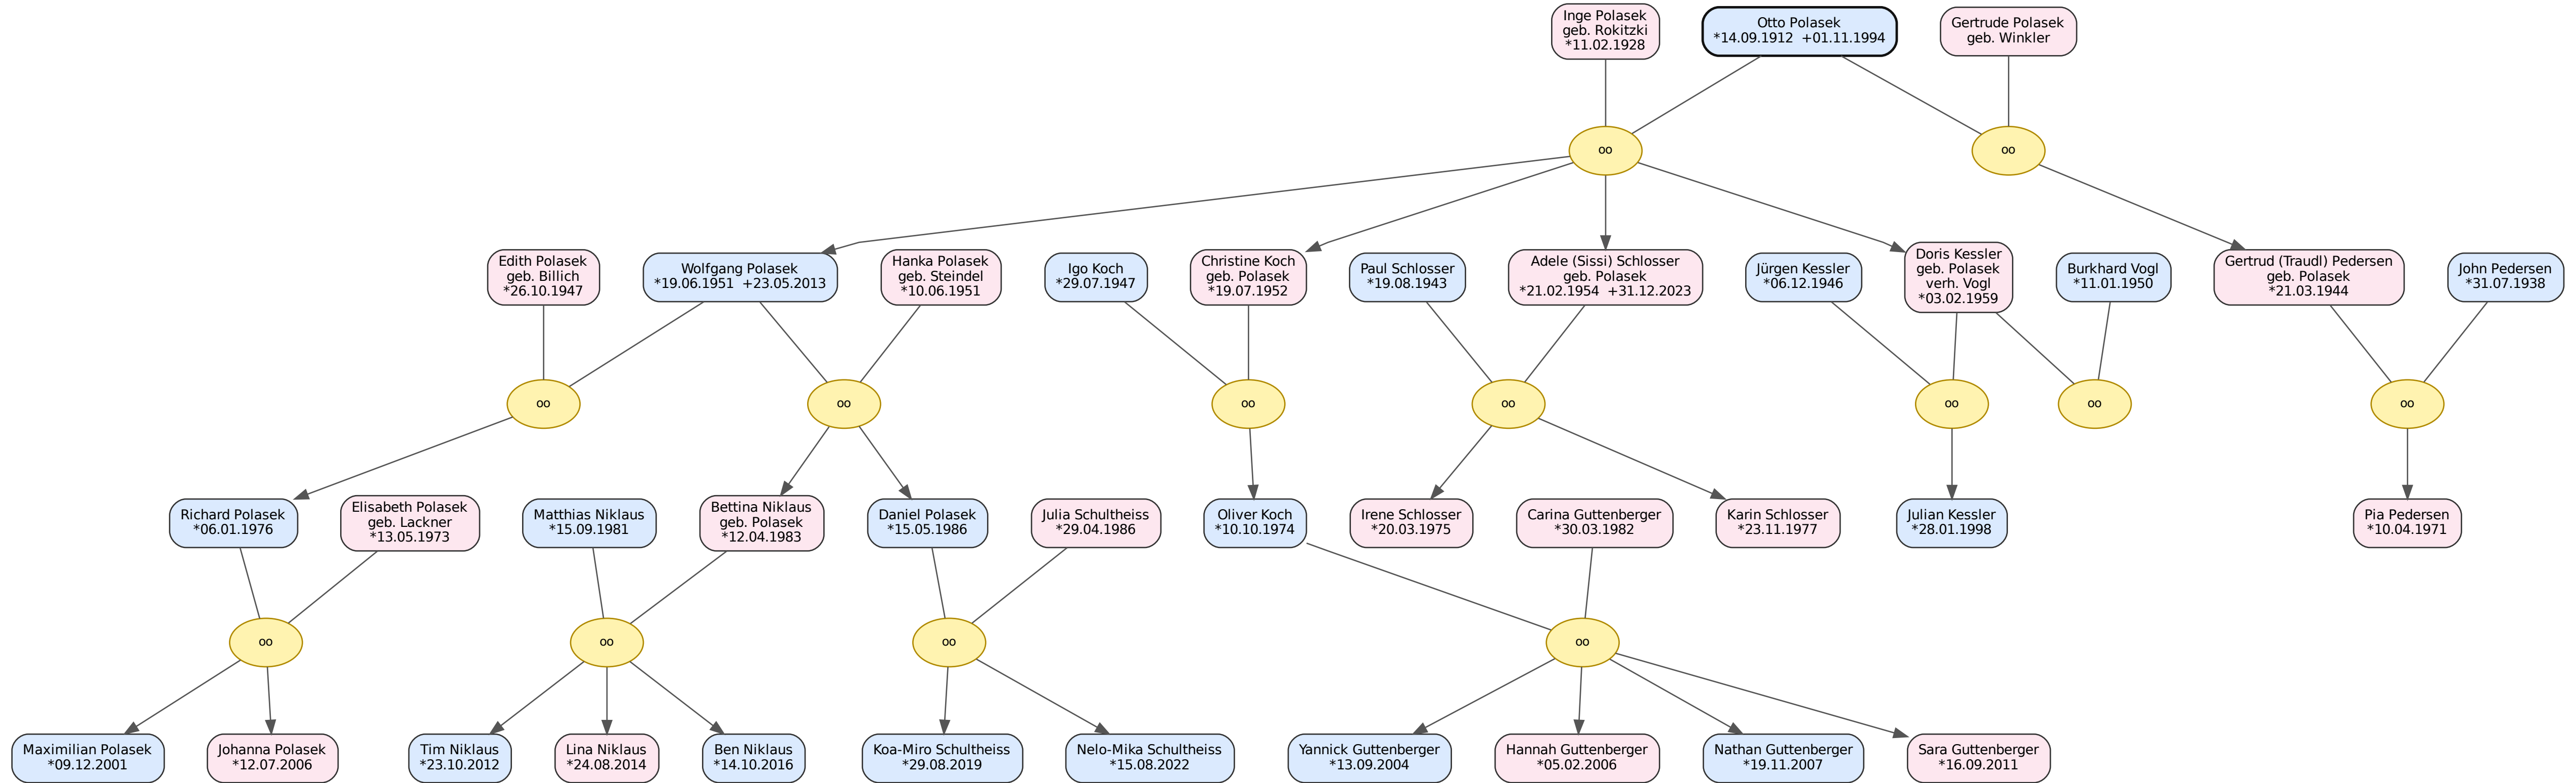 Inge Polasek
geb. Rokitzki
*11.02.1928
Otto Polasek
*14.09.1912  +01.11.1994
Gertrude Polasek
geb. Winkler
oo
oo
Edith Polasek
geb. Billich
*26.10.1947
Wolfgang Polasek
*19.06.1951  +23.05.2013
Hanka Polasek
geb. Steindel
*10.06.1951
Igo Koch
*29.07.1947
Christine Koch
geb. Polasek
*19.07.1952
Paul Schlosser
*19.08.1943
Adele (Sissi) Schlosser
geb. Polasek
*21.02.1954  +31.12.2023
Jürgen Kessler
*06.12.1946
Doris Kessler
geb. Polasek
verh. Vogl
*03.02.1959
Burkhard Vogl
*11.01.1950
Gertrud (Traudl) Pedersen
geb. Polasek
*21.03.1944
John Pedersen
*31.07.1938
oo
oo
oo
oo
oo
oo
oo
Richard Polasek
*06.01.1976
Elisabeth Polasek
geb. Lackner
*13.05.1973
Matthias Niklaus
*15.09.1981
Bettina Niklaus
geb. Polasek
*12.04.1983
Daniel Polasek
*15.05.1986
Julia Schultheiss
*29.04.1986
Oliver Koch
*10.10.1974
Irene Schlosser
*20.03.1975
Carina Guttenberger
*30.03.1982
Karin Schlosser
*23.11.1977
Julian Kessler
*28.01.1998
Pia Pedersen
*10.04.1971
oo
oo
oo
oo
Maximilian Polasek
*09.12.2001
Johanna Polasek
*12.07.2006
Tim Niklaus
*23.10.2012
Lina Niklaus
*24.08.2014
Ben Niklaus
*14.10.2016
Koa-Miro Schultheiss
*29.08.2019
Nelo-Mika Schultheiss
*15.08.2022
Yannick Guttenberger
*13.09.2004
Hannah Guttenberger
*05.02.2006
Nathan Guttenberger
*19.11.2007
Sara Guttenberger
*16.09.2011